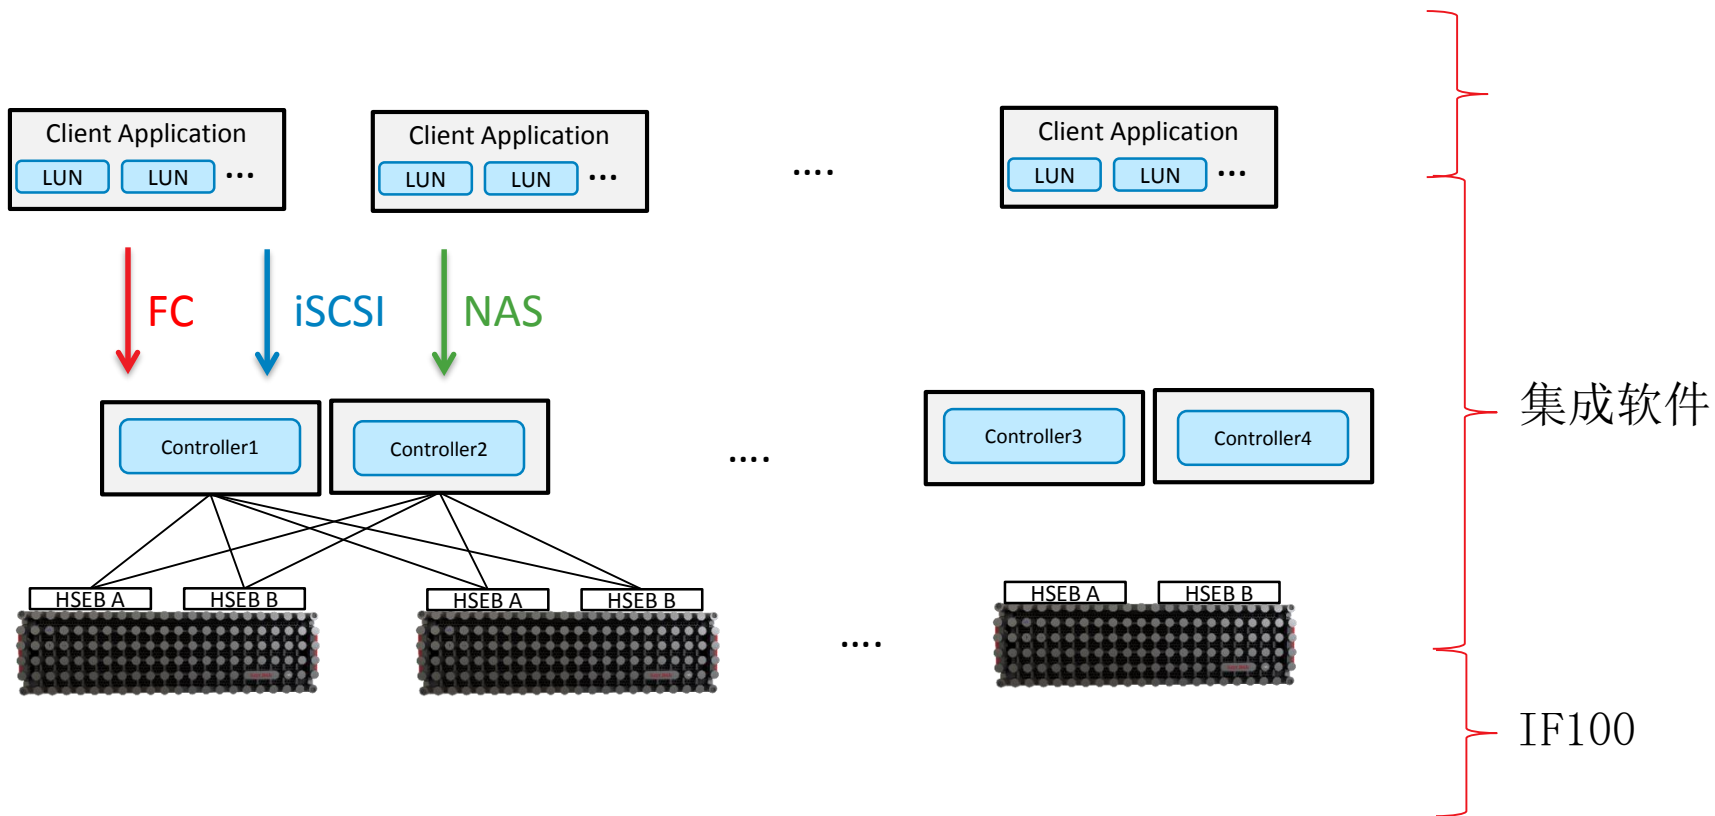 Client Application
LUN LUN ...
Client Application
LUN LUN ...
....
Client Application
LUN LUN ...
FC
iSCSI
NAS
Controller1
Controller2
....
Controller3
Controller4
集成软件
HSEB A
HSEB B
HSEB A
HSEB B
....
HSEB A
HSEB B
IF100